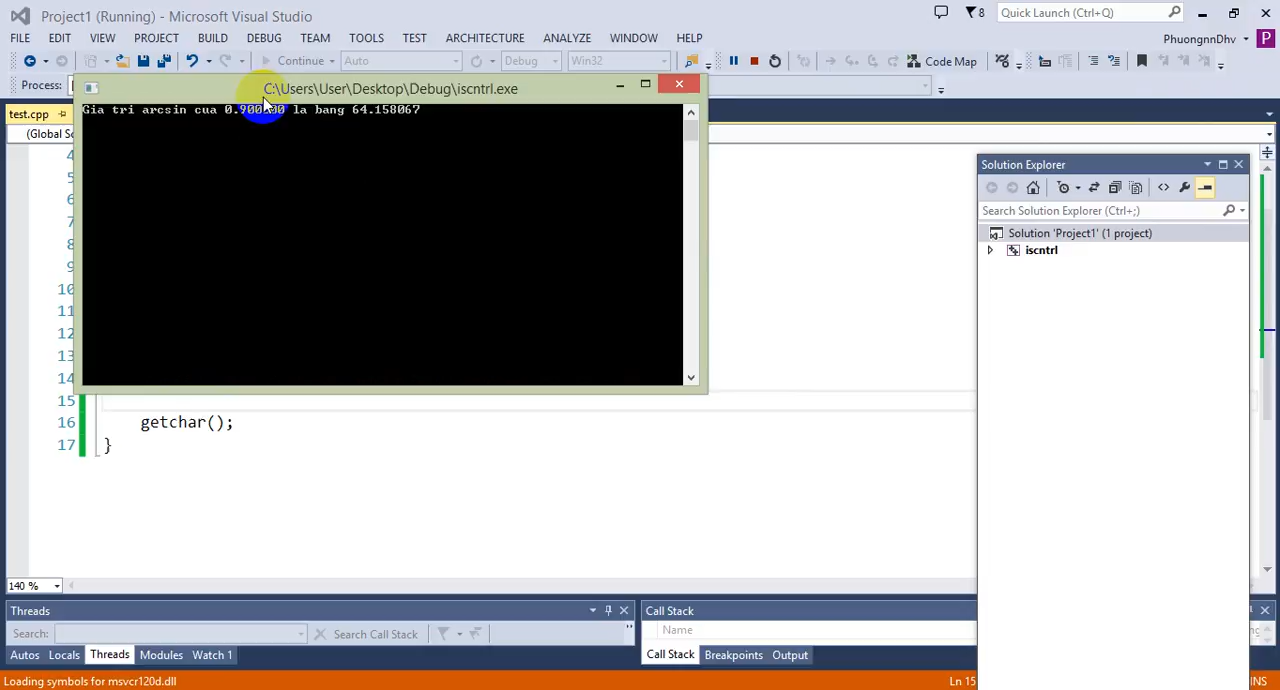 Project1 (Running) - Microsoft Visual Studio
8
Quick Launch (Ctrl+Q)
FILE EDIT VIEW PROJECT BUILD DEBUG TEAM TOOLS TEST ARCHITECTURE ANALYZE WINDOW HELP
PhuongnnDhv
P
Continue Auto Debug Win32 Code Map
Process:
C:\Users\User\Desktop\Debug\iscntrl.exe
test.cpp
Gia tri arcsin cua 0.900000 la bang 64.158067
(Global
4
5
6
7
8
9
10
11
12
13
14
15
16 getchar();
17 }
Solution Explorer
Search Solution Explorer (Ctrl+;)
Solution 'Project1' (1 project)
iscntrl
140 %
Threads
Search: Search Call Stack
Autos Locals Threads Modules Watch 1
Call Stack
Name
Call Stack Breakpoints Output
Loading symbols for msvcr120d.dll
Ln 15
INS